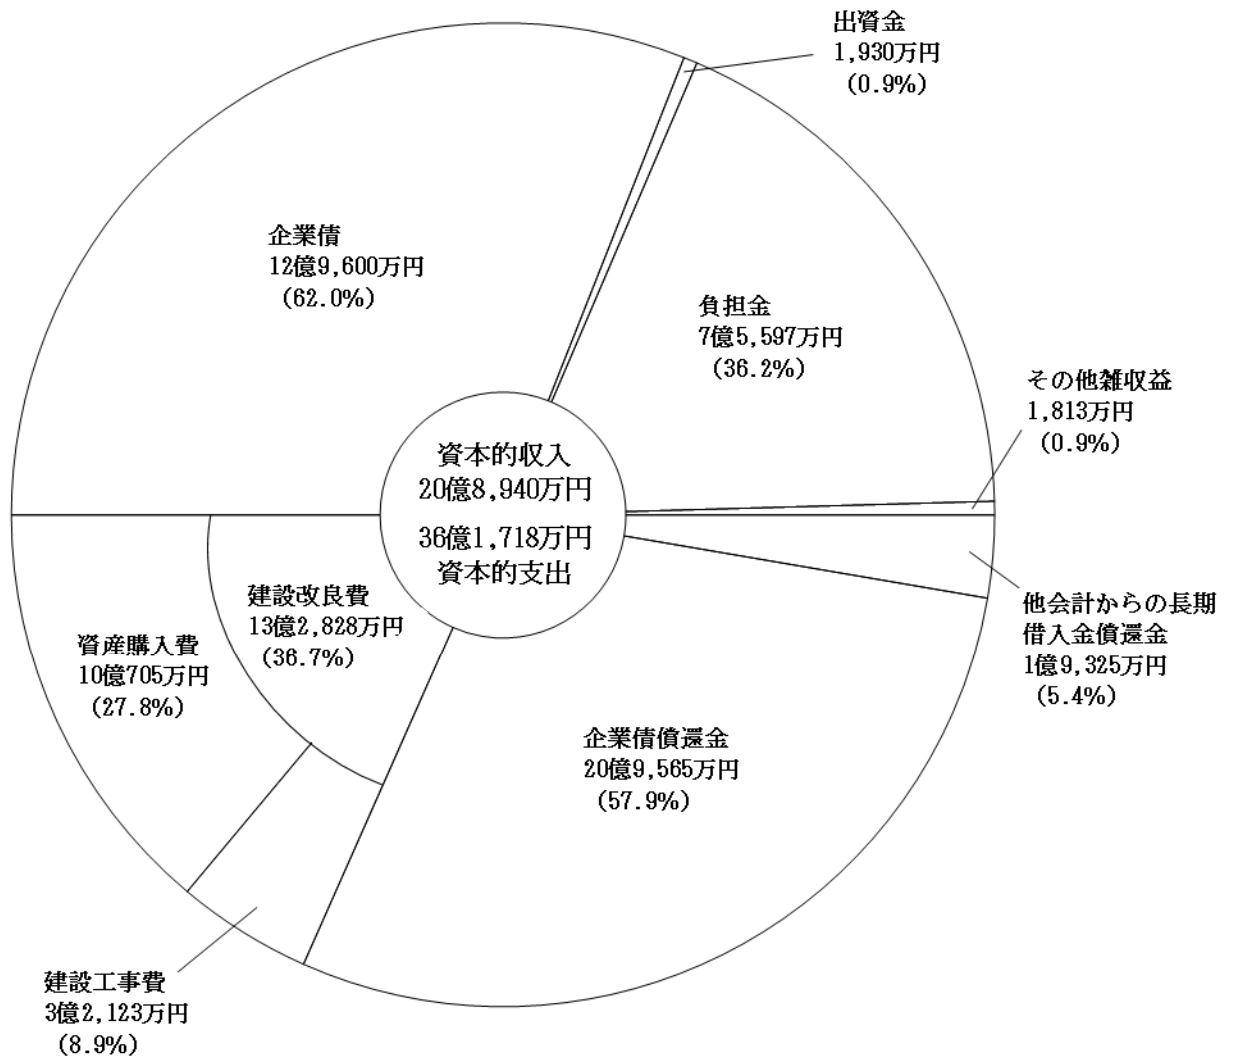 出資金
1,930万円
(0.9%)
企業債
12億9,600万円
(62.0%)
負担金
7億5,597万円
(36.2%)
その他雑収益
1,813万円
(0.9%)
資本的収入
20億8,940万円
36億1,718万円
資本的支出
建設改良費
13億2,828万円
(36.7%)
資産購入費
10億705万円
(27.8%)
他会計からの長期
借入金償還金
1億9,325万円
(5.4%)
企業債償還金
20億9,565万円
(57.9%)
建設工事費
3億2,123万円
(8.9%)